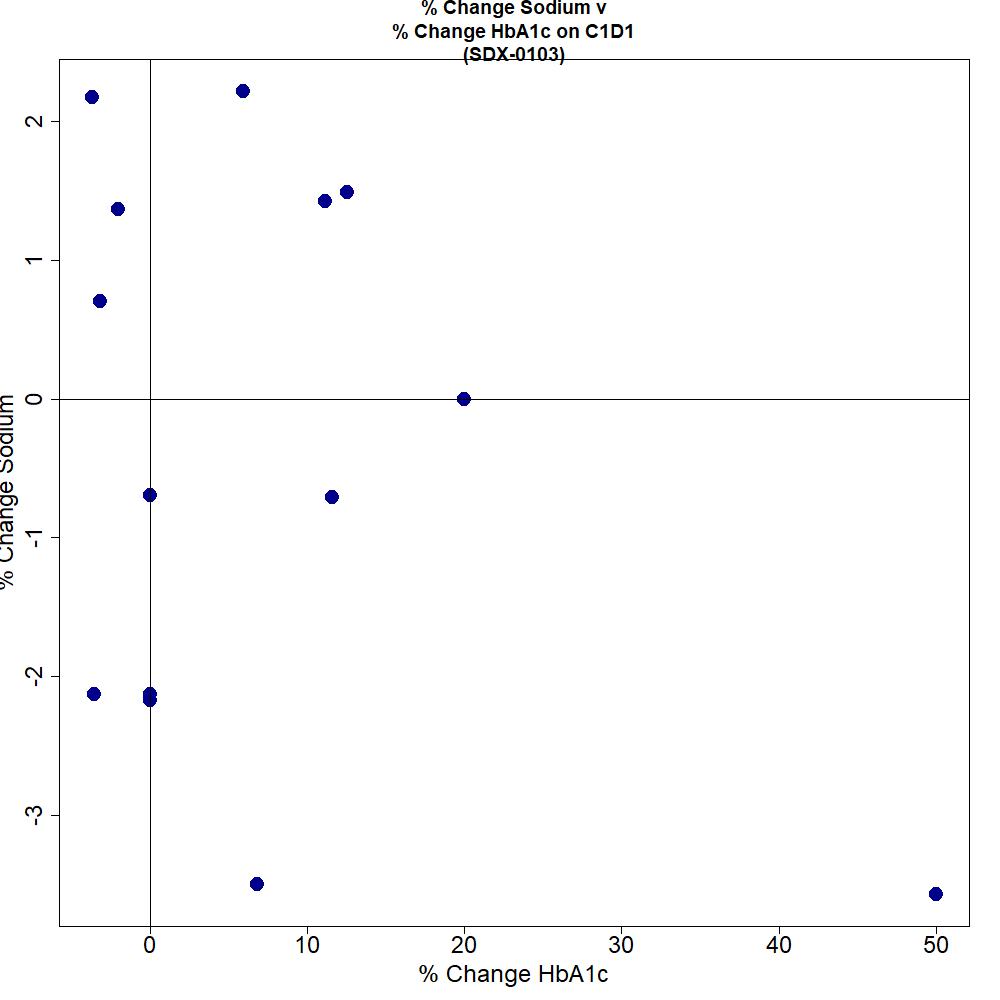 % Change Sodium v
% Change HbA1c on C1D1
(SDX-0103)
2
1
0
-1
-2
-3
% Change Sodium
0 10 20 30 40 50
% Change HbA1c